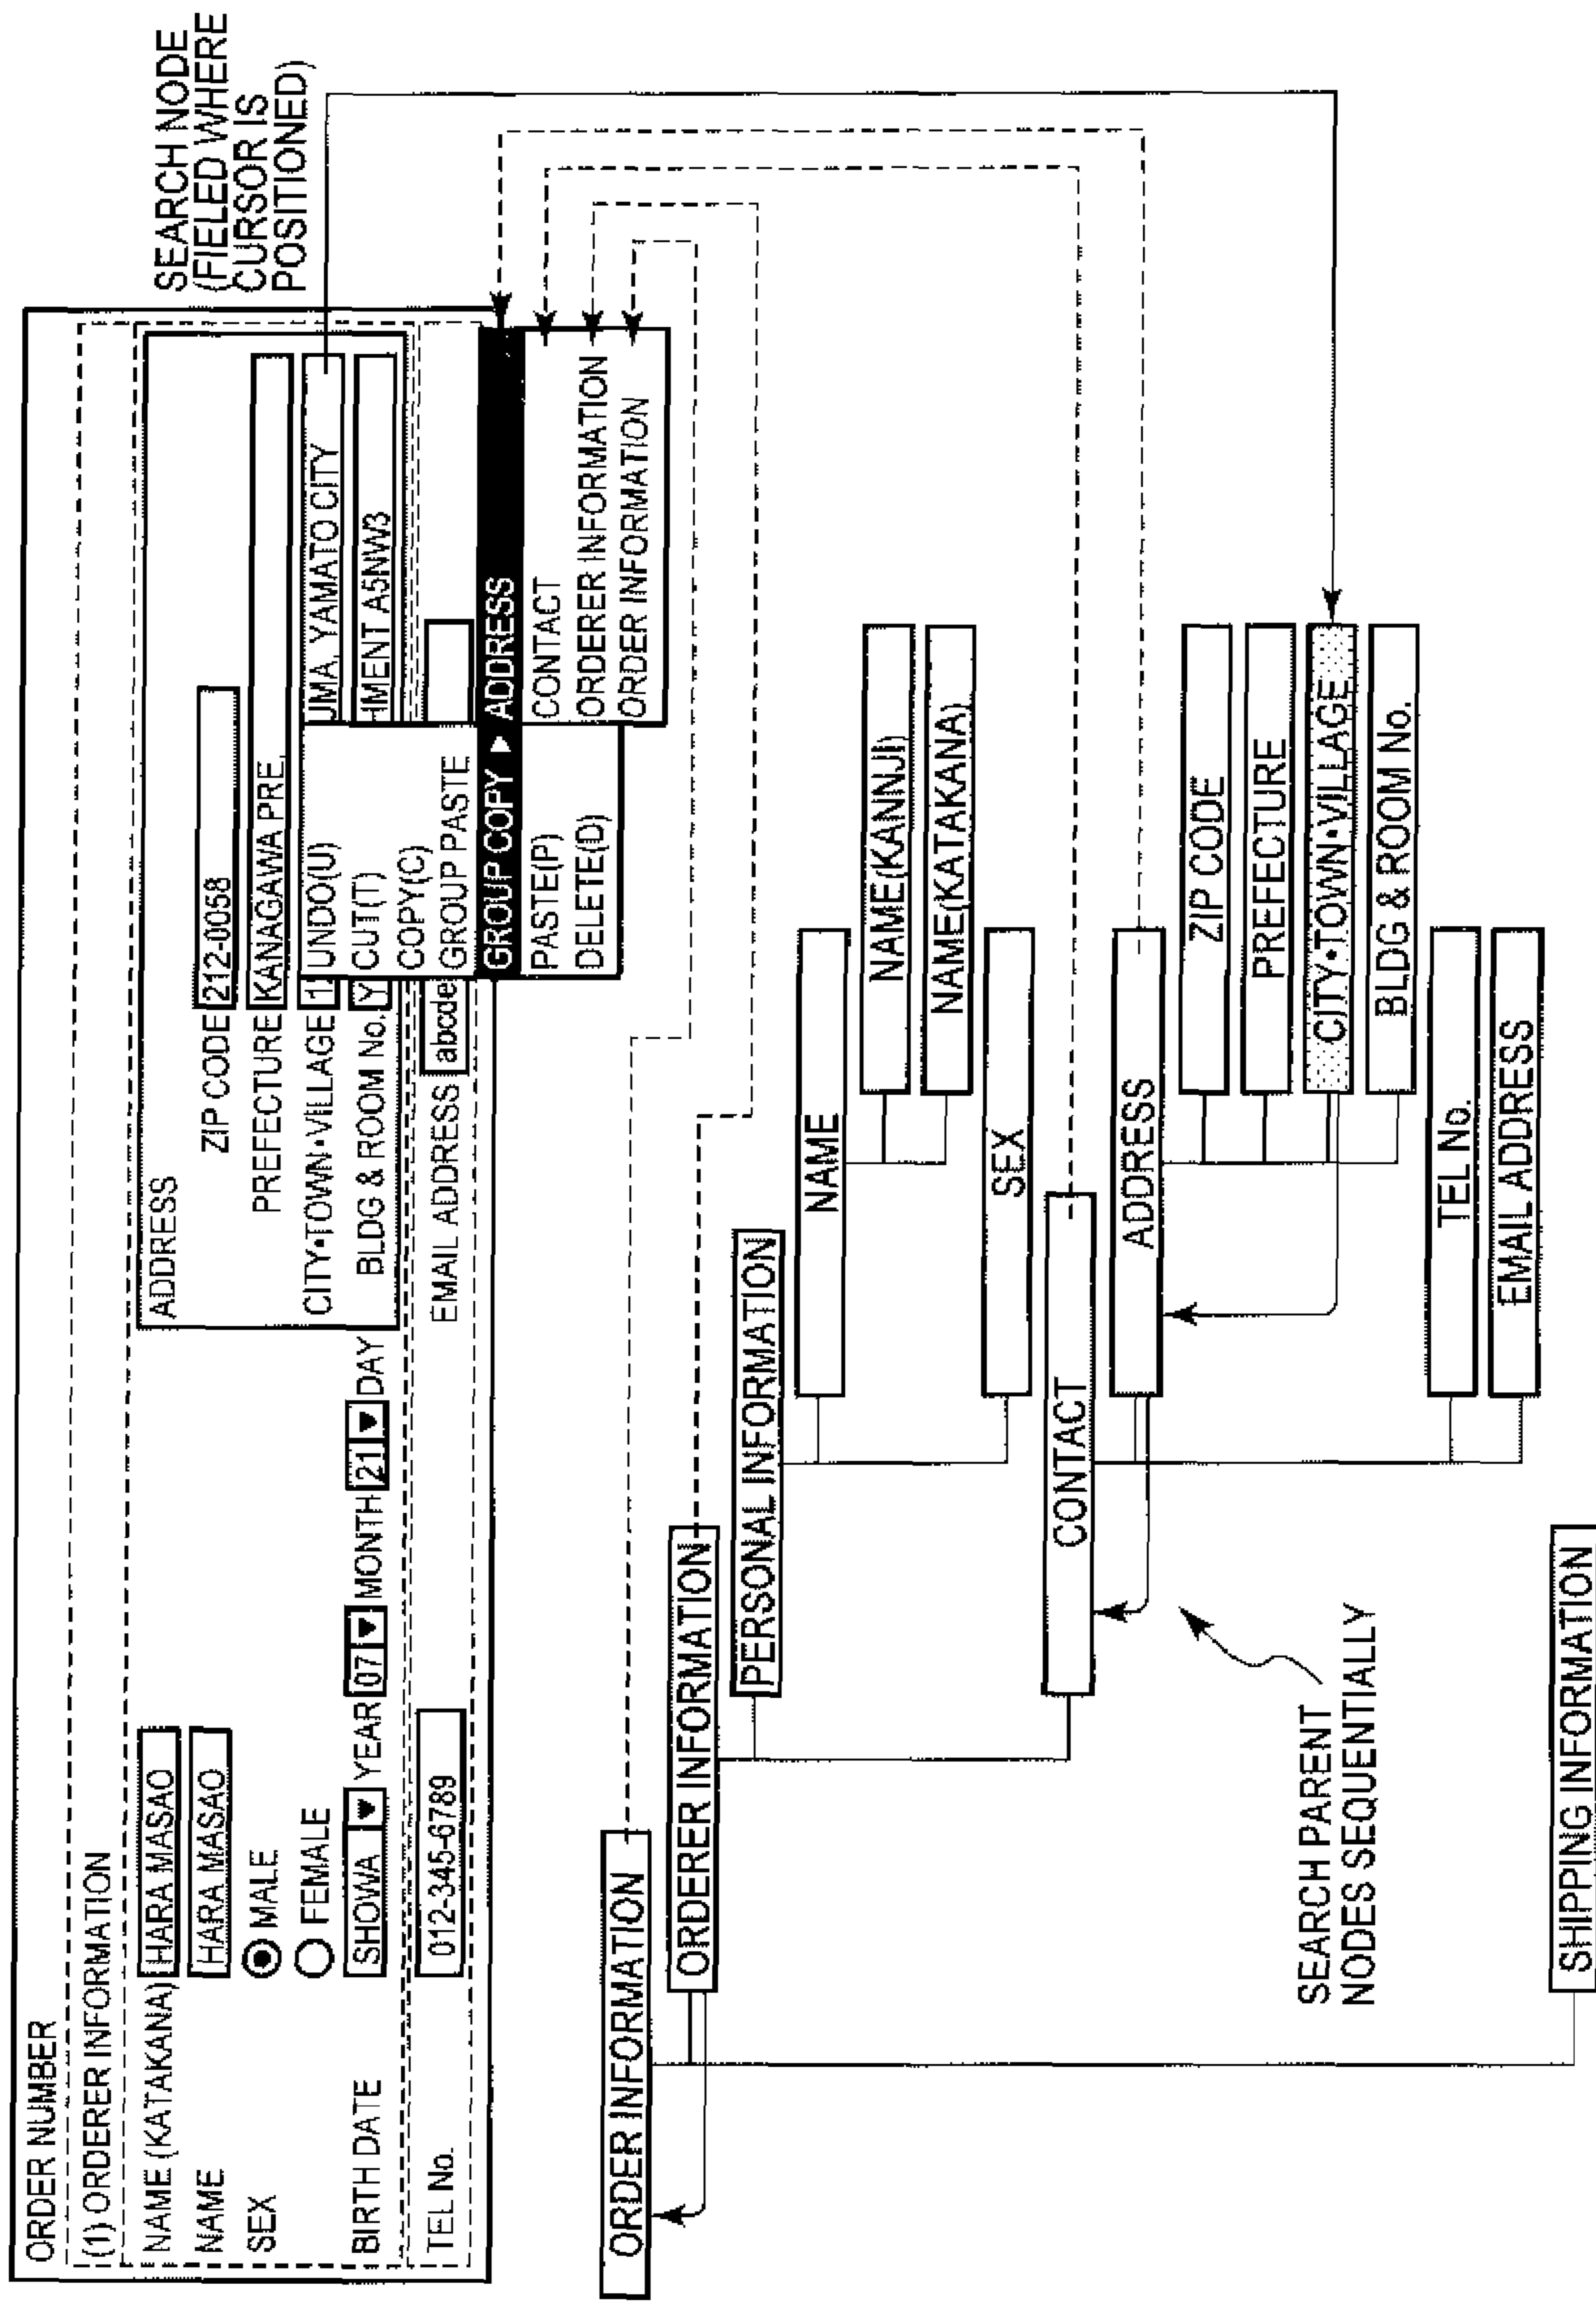 ORDER NUMBER
(1) ORDERER INFORMATION
NAME (KATAKANA) HARA MASAO
NAME HARA MASAO
SEX MALE
FEMALE
BIRTH DATE SHOWA YEAR 07 MONTH 21 DAY
TEL No. 012-345-6789
ADDRESS
ZIP CODE 212-0058
PREFECTURE KANAGAWA PRE.
CITY•TOWN•VILLAGE 1 JMA, YAMATO CITY
BLDG & ROOM No. Y IMENT A5NW3
EMAIL ADDRESS abcde
UNDO(U)
CUT(T)
COPY(C)
GROUP PASTE
GROUP COPY ▶ ADDRESS
PASTE(P)
DELETE(D)
CONTACT
ORDERER INFORMATION
ORDER INFORMATION
SEARCH NODE
(FIELED WHERE
CURSOR IS
POSITIONED)
ORDER INFORMATION
ORDERER INFORMATION
PERSONAL INFORMATION
NAME
NAME(KANNJI)
NAME(KATAKANA)
SEX
CONTACT
ADDRESS
ZIP CODE
PREFECTURE
CITY•TOWN•VILLAGE
BLDG & ROOM No.
TEL No.
EMAIL ADDRESS
SEARCH PARENT
NODES SEQUENTIALLY
SHIPPING INFORMATION